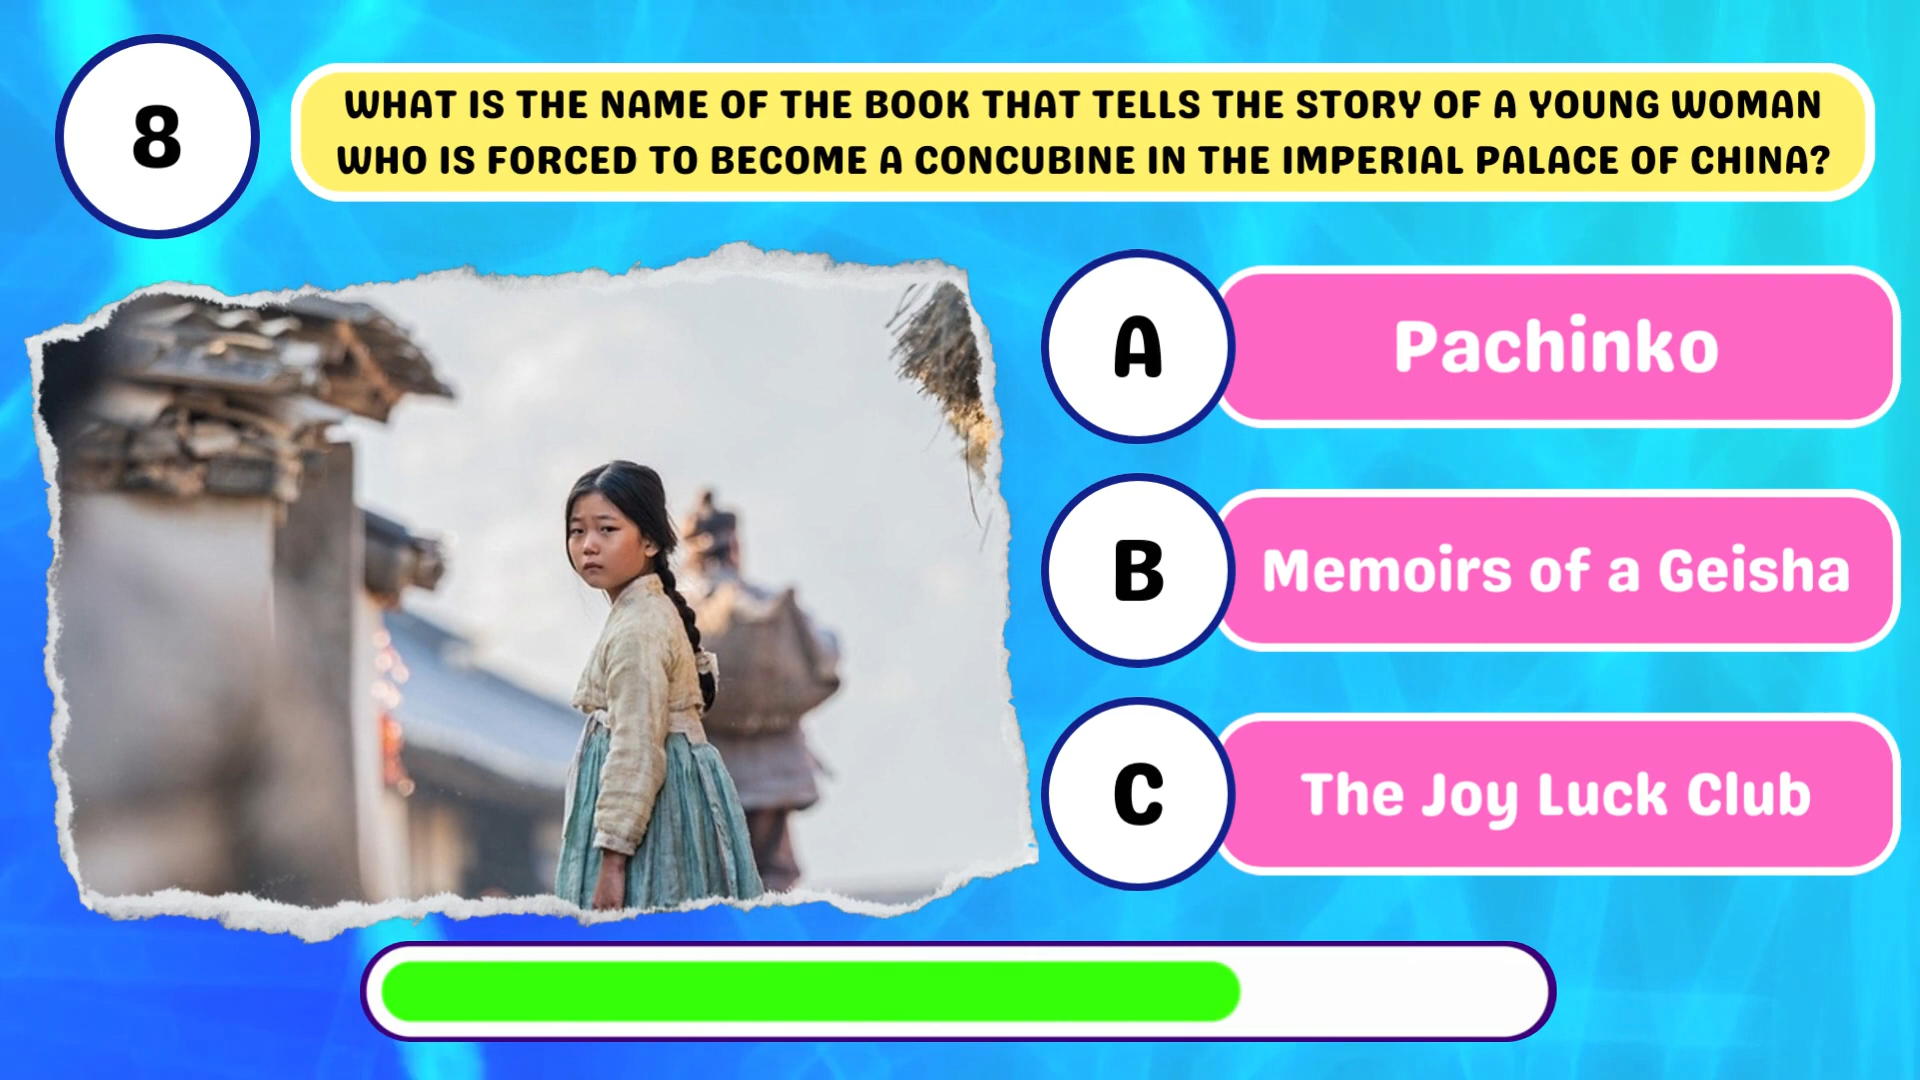 8
WHAT IS THE NAME OF THE BOOK THAT TELLS THE STORY OF A YOUNG WOMAN
WHO IS FORCED TO BECOME A CONCUBINE IN THE IMPERIAL PALACE OF CHINA?
A
Pachinko
B
Memoirs of a Geisha
C
The Joy Luck Club